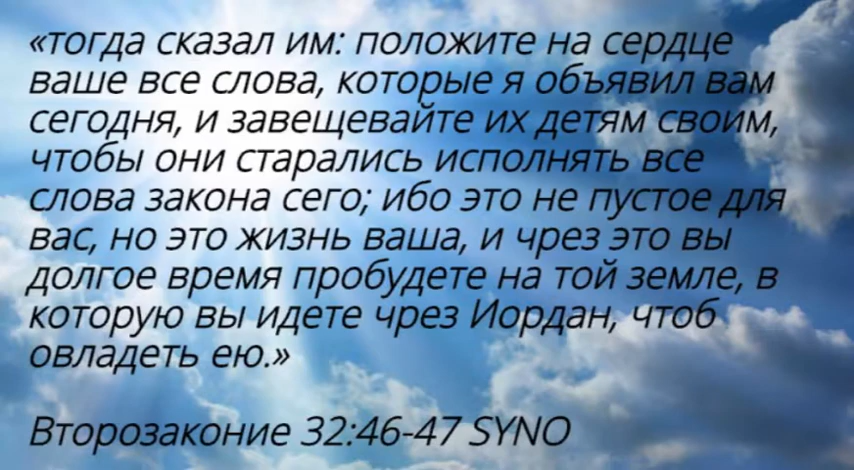 «тогда сказал им: положите на сердце
ваше все слова, которые я объявил вам
сегодня, и завещевайте их детям своим,
чтобы они старались исполнять все
слова закона сего; ибо это не пустое для
вас, но это жизнь ваша, и чрез это вы
долгое время пробудете на той земле, в
которую вы идете чрез Иордан, чтоб
овладеть ею.»
Второзаконие 32:46-47 SYNO